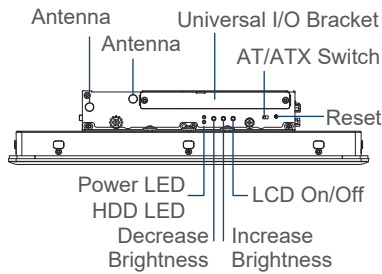 Antenna
Universal I/O Bracket
Antenna
AT/ATX Switch
Reset
Power LED
LCD On/Off
HDD LED
Decrease
Brightness
Increase
Brightness